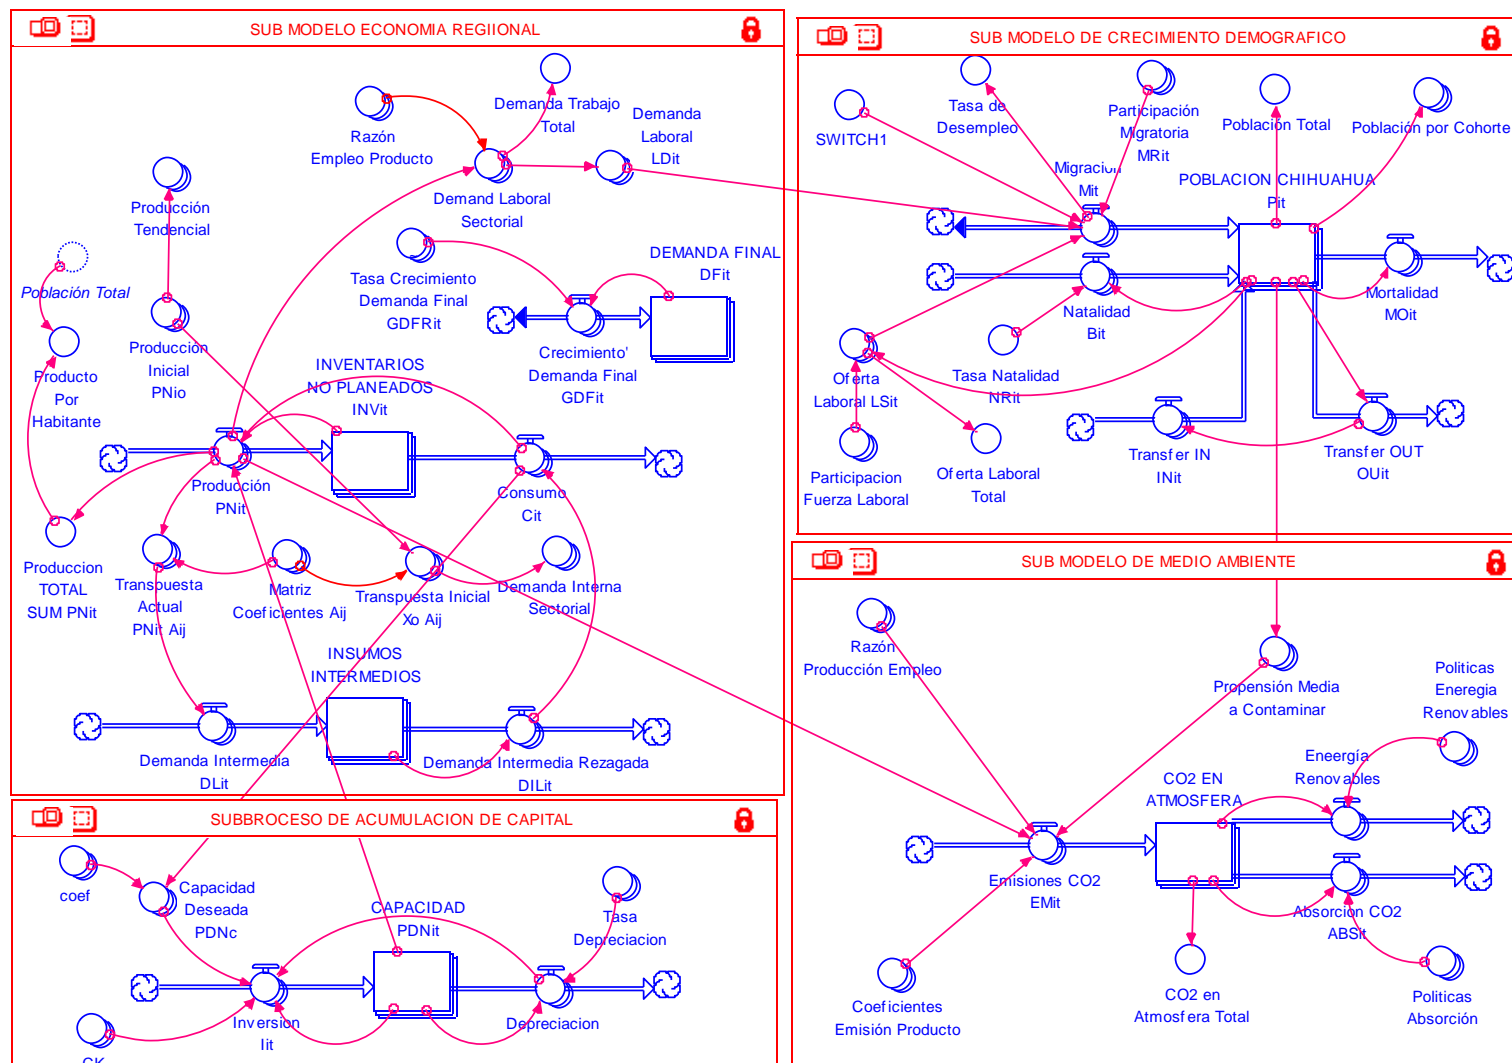 SUB MODELO ECONOMIA REGIIONAL
Demanda Trabajo
Total
Razón
Empleo Producto
Demanda
Laboral
LDit
Demand Laboral
Sectorial
Producción
Tendencial
Población Total
Tasa Crecimiento
Demanda Final
GDFRit
DEMANDA FINAL
DFit
Producción
Inicial
PNio
Crecimiento'
Demanda Final
GDFit
Producto
Por
Habitante
INVENTARIOS
NO PLANEADOS
INVit
Producción
PNit
Consumo
Cit
Produccion
TOTAL
SUM PNit
Transpuesta
Actual
PNit Aij
Matriz
Coeficientes Aij
Transpuesta Inicial
Xo Aij
Demanda Interna
Sectorial
INSUMOS
INTERMEDIOS
Demanda Intermedia
DLit
Demanda Intermedia Rezagada
DILit
SUB MODELO DE CRECIMIENTO DEMOGRAFICO
SWITCH1
Tasa de
Desempleo
Participación
Migratoria
MRit
Población Total
Población por Cohorte
Migracion
Mit
POBLACION CHIHUAHUA
Pit
Natalidad
Bit
Mortalidad
MOit
Oferta
Laboral LSit
Tasa Natalidad
NRit
Participacion
Fuerza Laboral
Oferta Laboral
Total
Transfer IN
INit
Transfer OUT
OUit
SUBBROCESO DE ACUMULACION DE CAPITAL
coef
Capacidad
Deseada
PDNc
CAPACIDAD
PDNit
Tasa
Depreciacion
Inversion
Iit
Depreciacion
CK
SUB MODELO DE MEDIO AMBIENTE
Razón
Producción Empleo
Propensión Media
a Contaminar
Politicas
Eneregia
Renovables
Eneergía
Renovables
CO2 EN
ATMOSFERA
Emisiones CO2
EMit
Absorcion CO2
ABSit
Coeficientes
Emisión Producto
CO2 en
Atmosfera Total
Politicas
Absorción